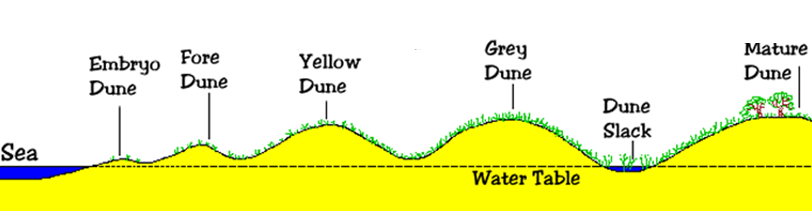 Sea
Embryo
Dune
Fore
Dune
Yellow
Dune
Grey
Dune
Dune
Slack
Mature
Dune
Water Table